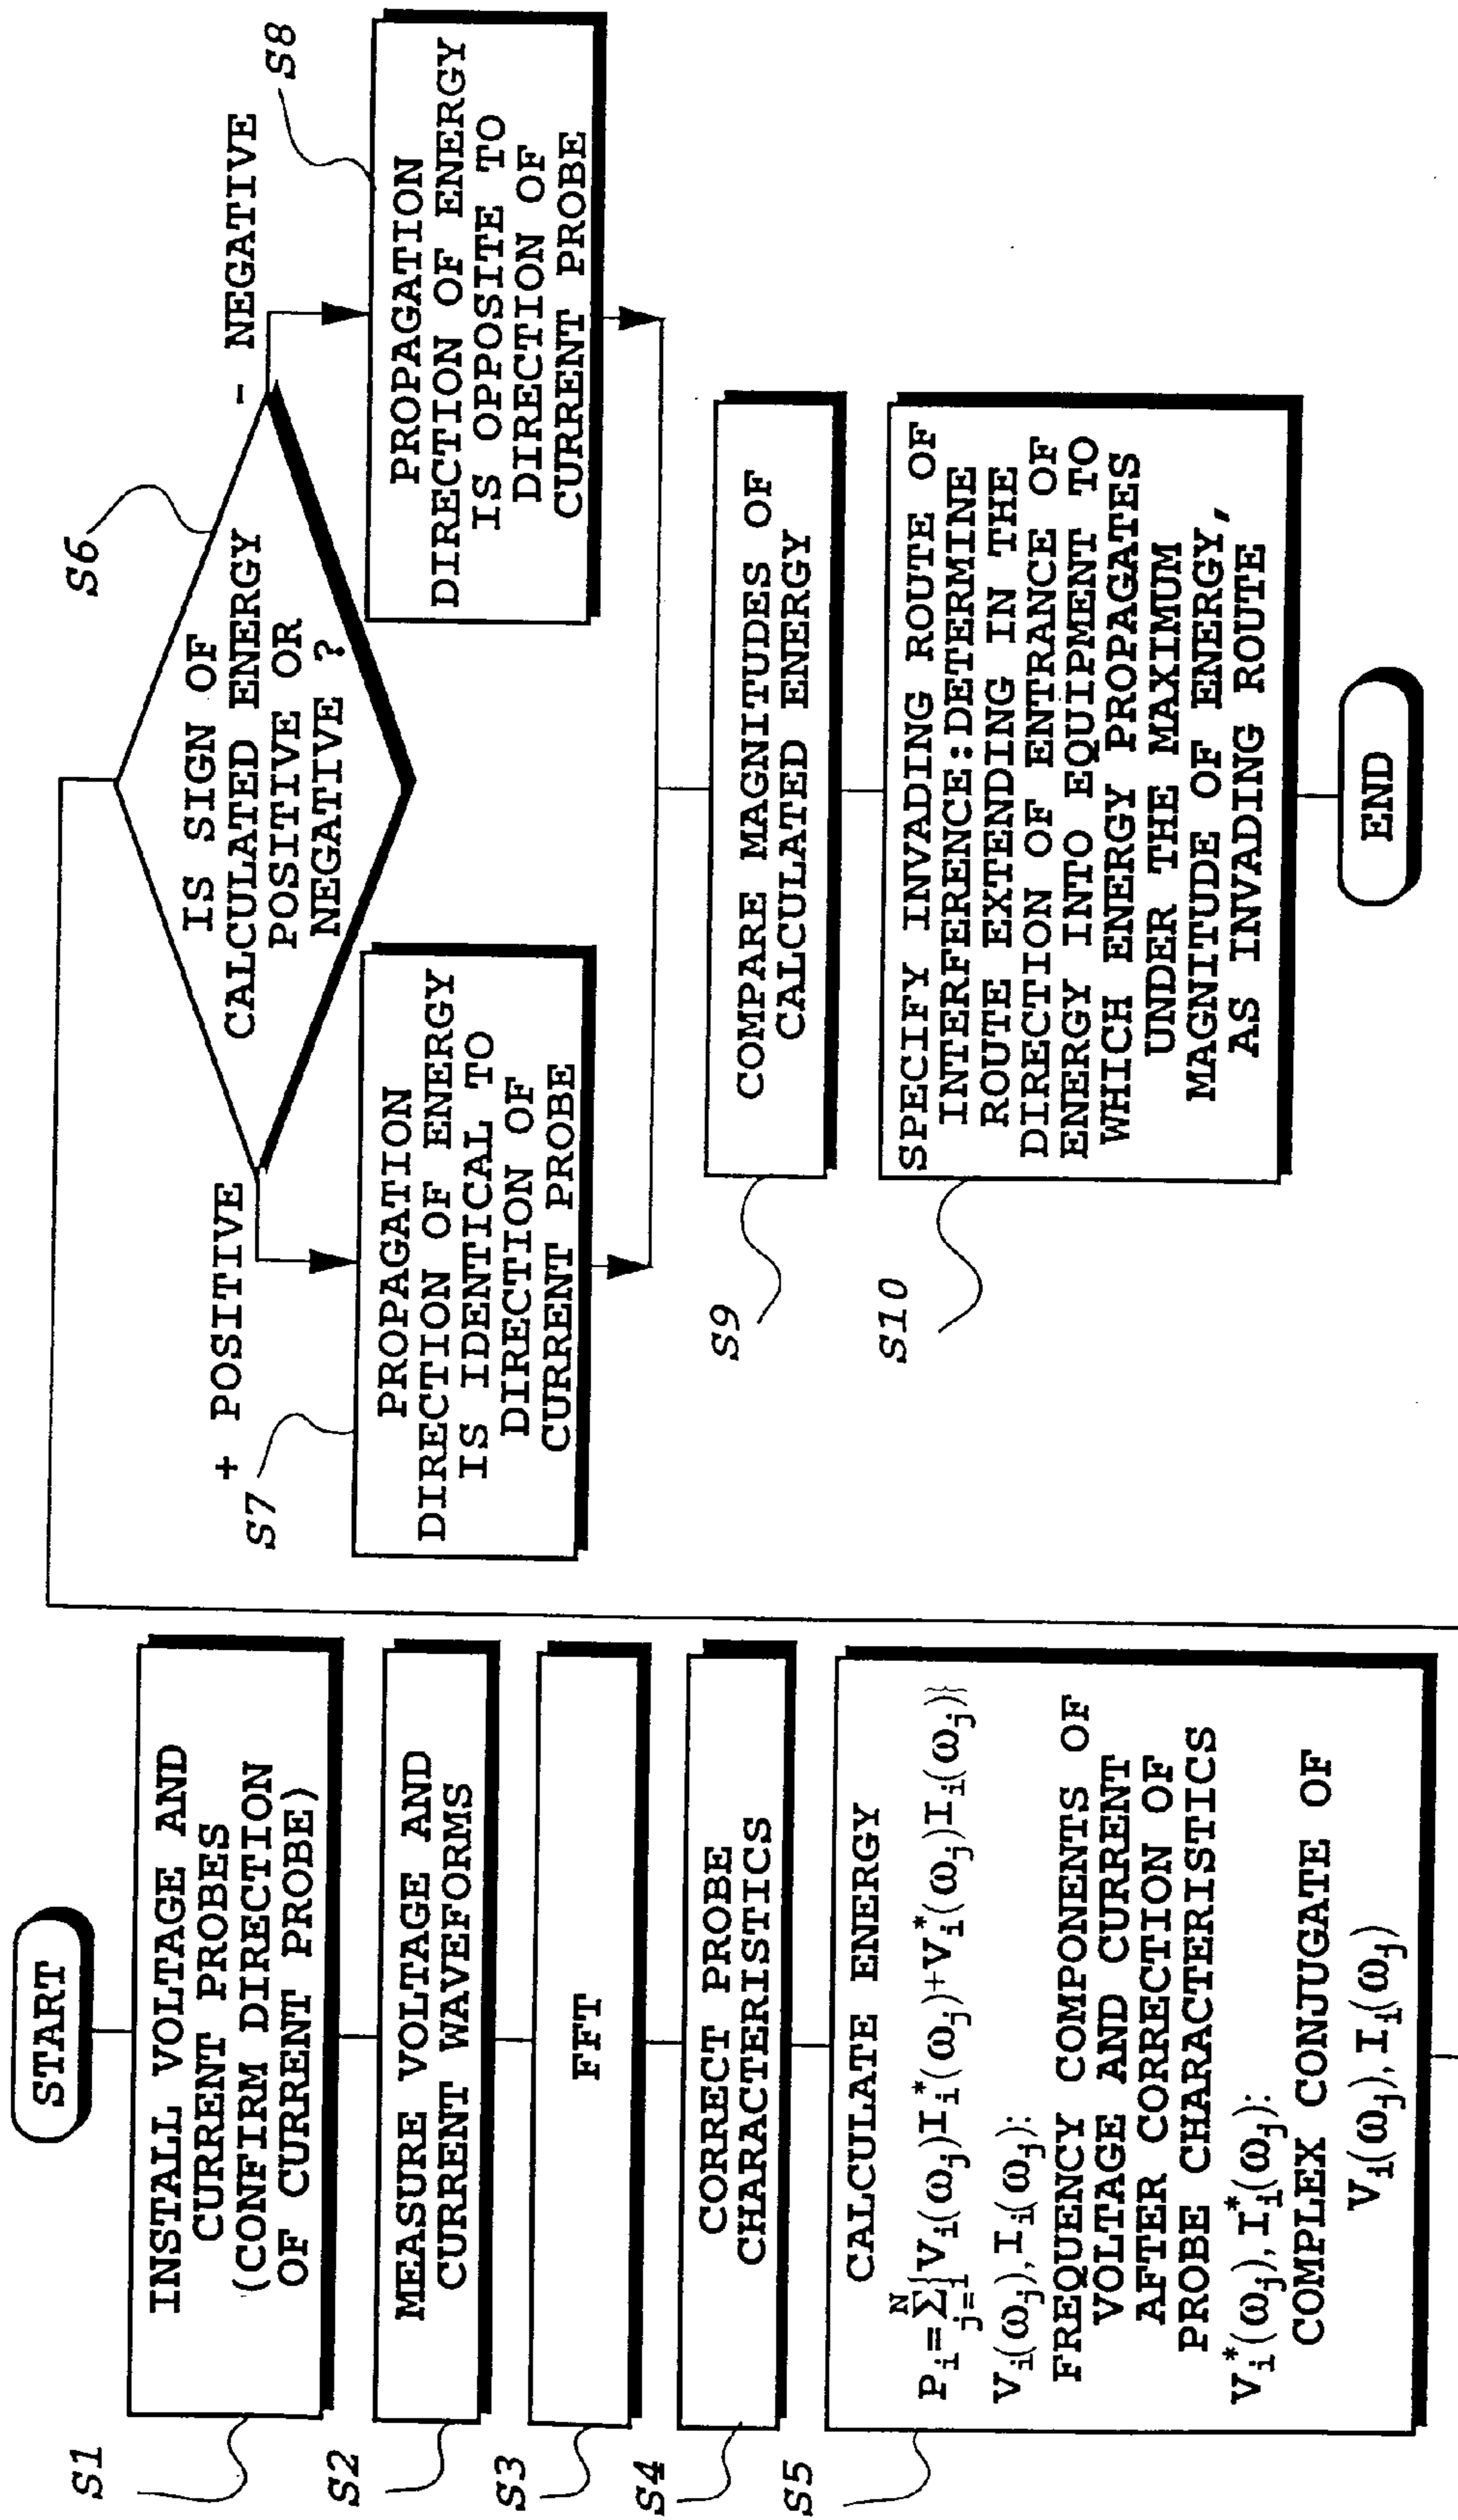 START
S1
INSTALL VOLTAGE AND
CURRENT PROBES
(CONFIRM DIRECTION
OF CURRENT PROBE)
S2
MEASURE VOLTAGE AND
CURRENT WAVEFORMS
S3
FFT
S4
CORRECT PROBE
CHARACTERISTICS
S5
CALCULATE ENERGY
P_i=∑_{j=1}^{N}{V_i(ω_j)I_i^*(ω_j)+V_i^*(ω_j)I_i(ω_j)}
V_i(ω_j),I_i(ω_j):
FREQUENCY COMPONENTS OF
VOLTAGE AND CURRENT
AFTER CORRECTION OF
PROBE CHARACTERISTICS
V_i^*(ω_j),I_i^*(ω_j):
COMPLEX CONJUGATE OF
V_i(ω_j),I_i(ω_j)
S6
IS SIGN OF
CALCULATED ENERGY
POSITIVE OR
NEGATIVE ?
+ POSITIVE
- NEGATIVE
S7
PROPAGATION
DIRECTION OF ENERGY
IS IDENTICAL TO
DIRECTION OF
CURRENT PROBE
S8
PROPAGATION
DIRECTION OF ENERGY
IS OPPOSITE TO
DIRECTION OF
CURRENT PROBE
S9
COMPARE MAGNITUDES OF
CALCULATED ENERGY
S10
SPECIFY INVADING ROUTE OF
INTERFERENCE:DETERMINE
ROUTE EXTENDING IN THE
DIRECTION OF ENTRANCE OF
ENERGY INTO EQUIPMENT TO
WHICH ENERGY PROPAGATES
UNDER THE MAXIMUM
MAGNITUDE OF ENERGY,
AS INVADING ROUTE
END